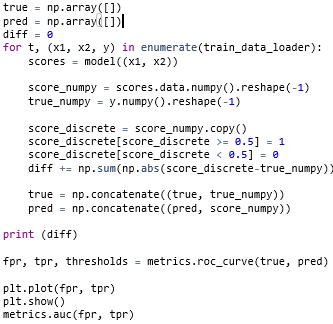 true = np.array([])
pred = np.array([])
diff = 0
for t, (x1, x2, y) in enumerate(train_data_loader):
    scores = model((x1, x2))

    score_numpy = scores.data.numpy().reshape(-1)
    true_numpy = y.numpy().reshape(-1)

    score_discrete = score_numpy.copy()
    score_discrete[score_discrete >= 0.5] = 1
    score_discrete[score_discrete < 0.5] = 0
    diff += np.sum(np.abs(score_discrete-true_numpy))

    true = np.concatenate((true, true_numpy))
    pred = np.concatenate((pred, score_numpy))

print (diff)

fpr, tpr, thresholds = metrics.roc_curve(true, pred)

plt.plot(fpr, tpr)
plt.show()
metrics.auc(fpr, tpr)